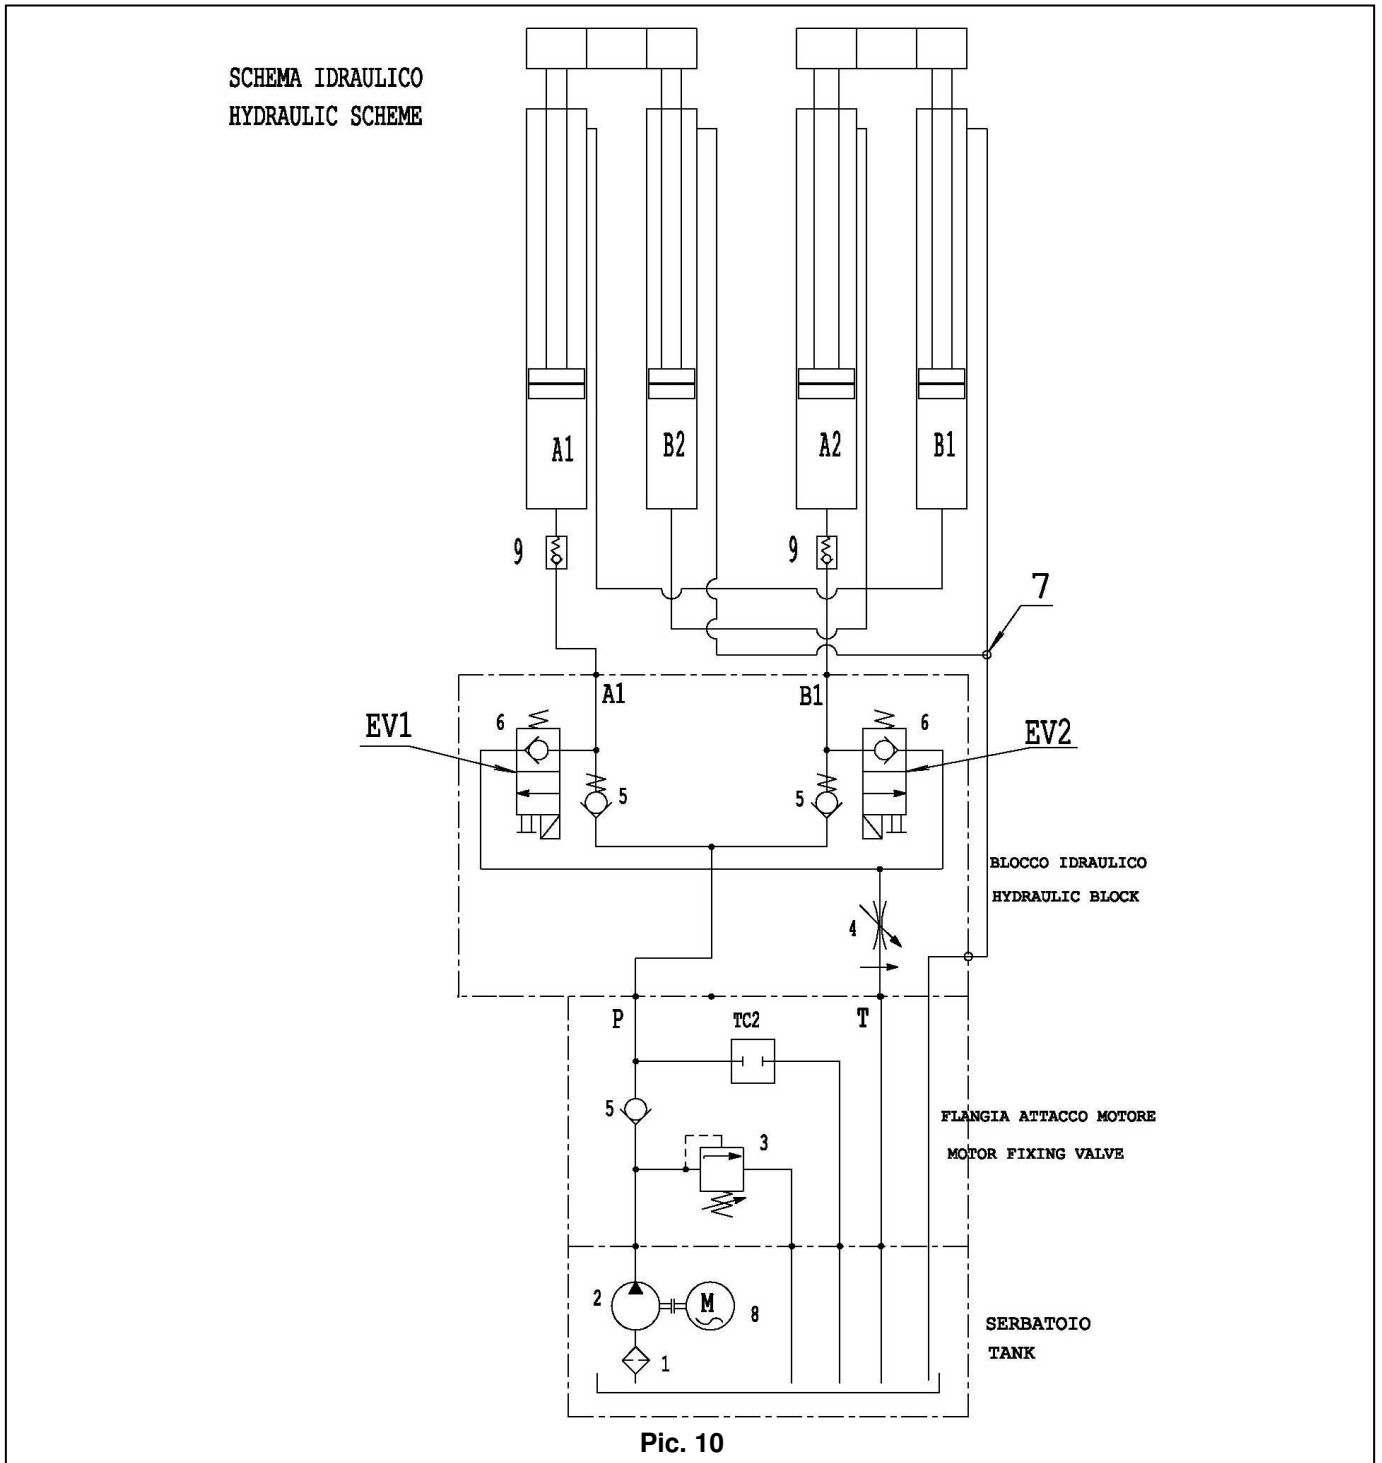 SCHEMA IDRAULICO
HYDRAULIC SCHEME
A1
B2
A2
B1
9
9
7
A1
B1
EV1
6
6
EV2
5
5
BLOCCO IDRAULICO
HYDRAULIC BLOCK
4
P
TC2
T
5
3
FLANGIA ATTACCO MOTORE
MOTOR FIXING VALVE
2
M
8
SERBATOIO
TANK
1
Pic. 10